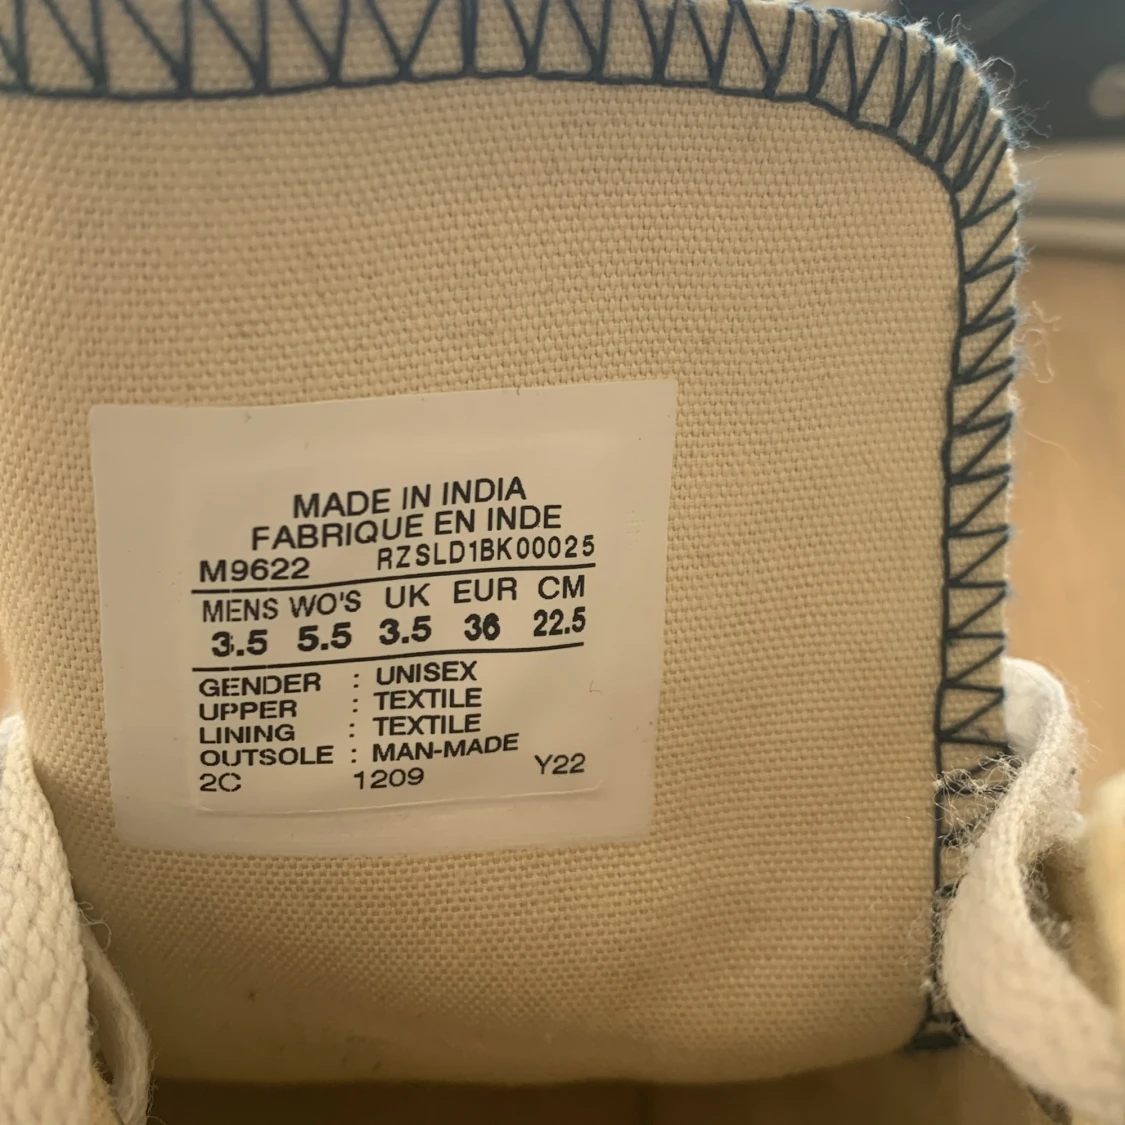 MADE IN INDIA
FABRIQUE EN INDE
M9622 RZSLD1BK00025
MENS WO'S UK EUR CM
3.5 5.5 3.5 36 22.5
GENDER : UNISEX
UPPER : TEXTILE
LINING : TEXTILE
OUTSOLE : MAN-MADE
2C 1209 Y22